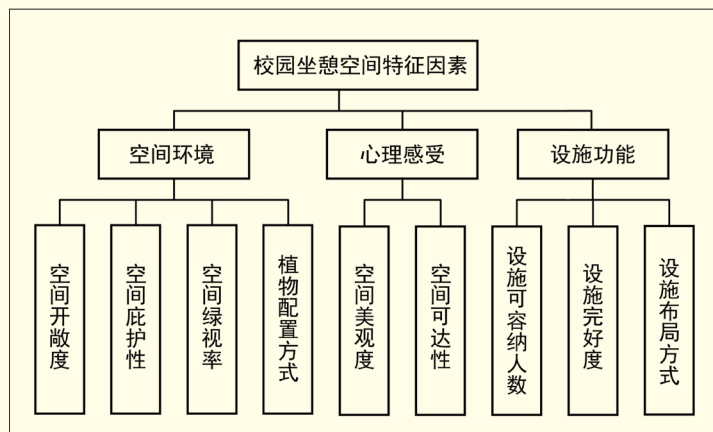 校园坐憩空间特征因素
空间环境
心理感受
设施功能
空间开敞度
空间庇护性
空间绿视率
植物配置方式
空间美观度
空间可达性
设施可容纳人数
设施完好度
设施布局方式